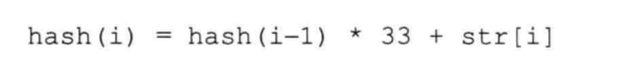 hash(i) = hash(i−1) * 33 + str[i]